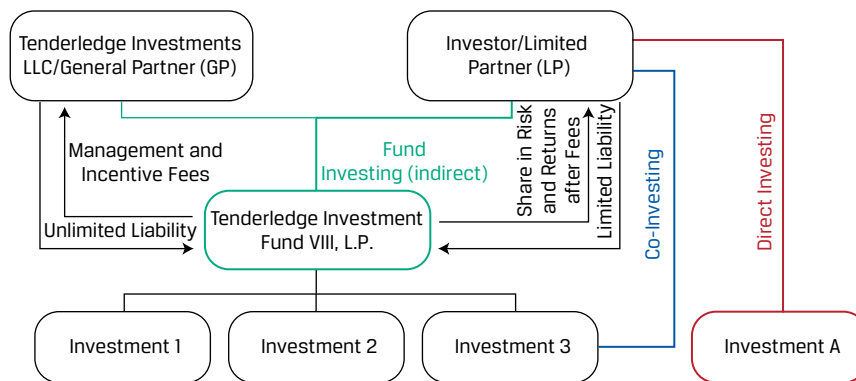 Tenderledge Investments
LLC/General Partner (GP)
Investor/Limited
Partner (LP)
Management and
Incentive Fees
Unlimited Liability
Fund
Investing (indirect)
Share in Risk
and Returns
after Fees
Limited Liability
Co-Investing
Direct Investing
Tenderledge Investment
Fund VIII, L.P.
Investment 1
Investment 2
Investment 3
Investment A